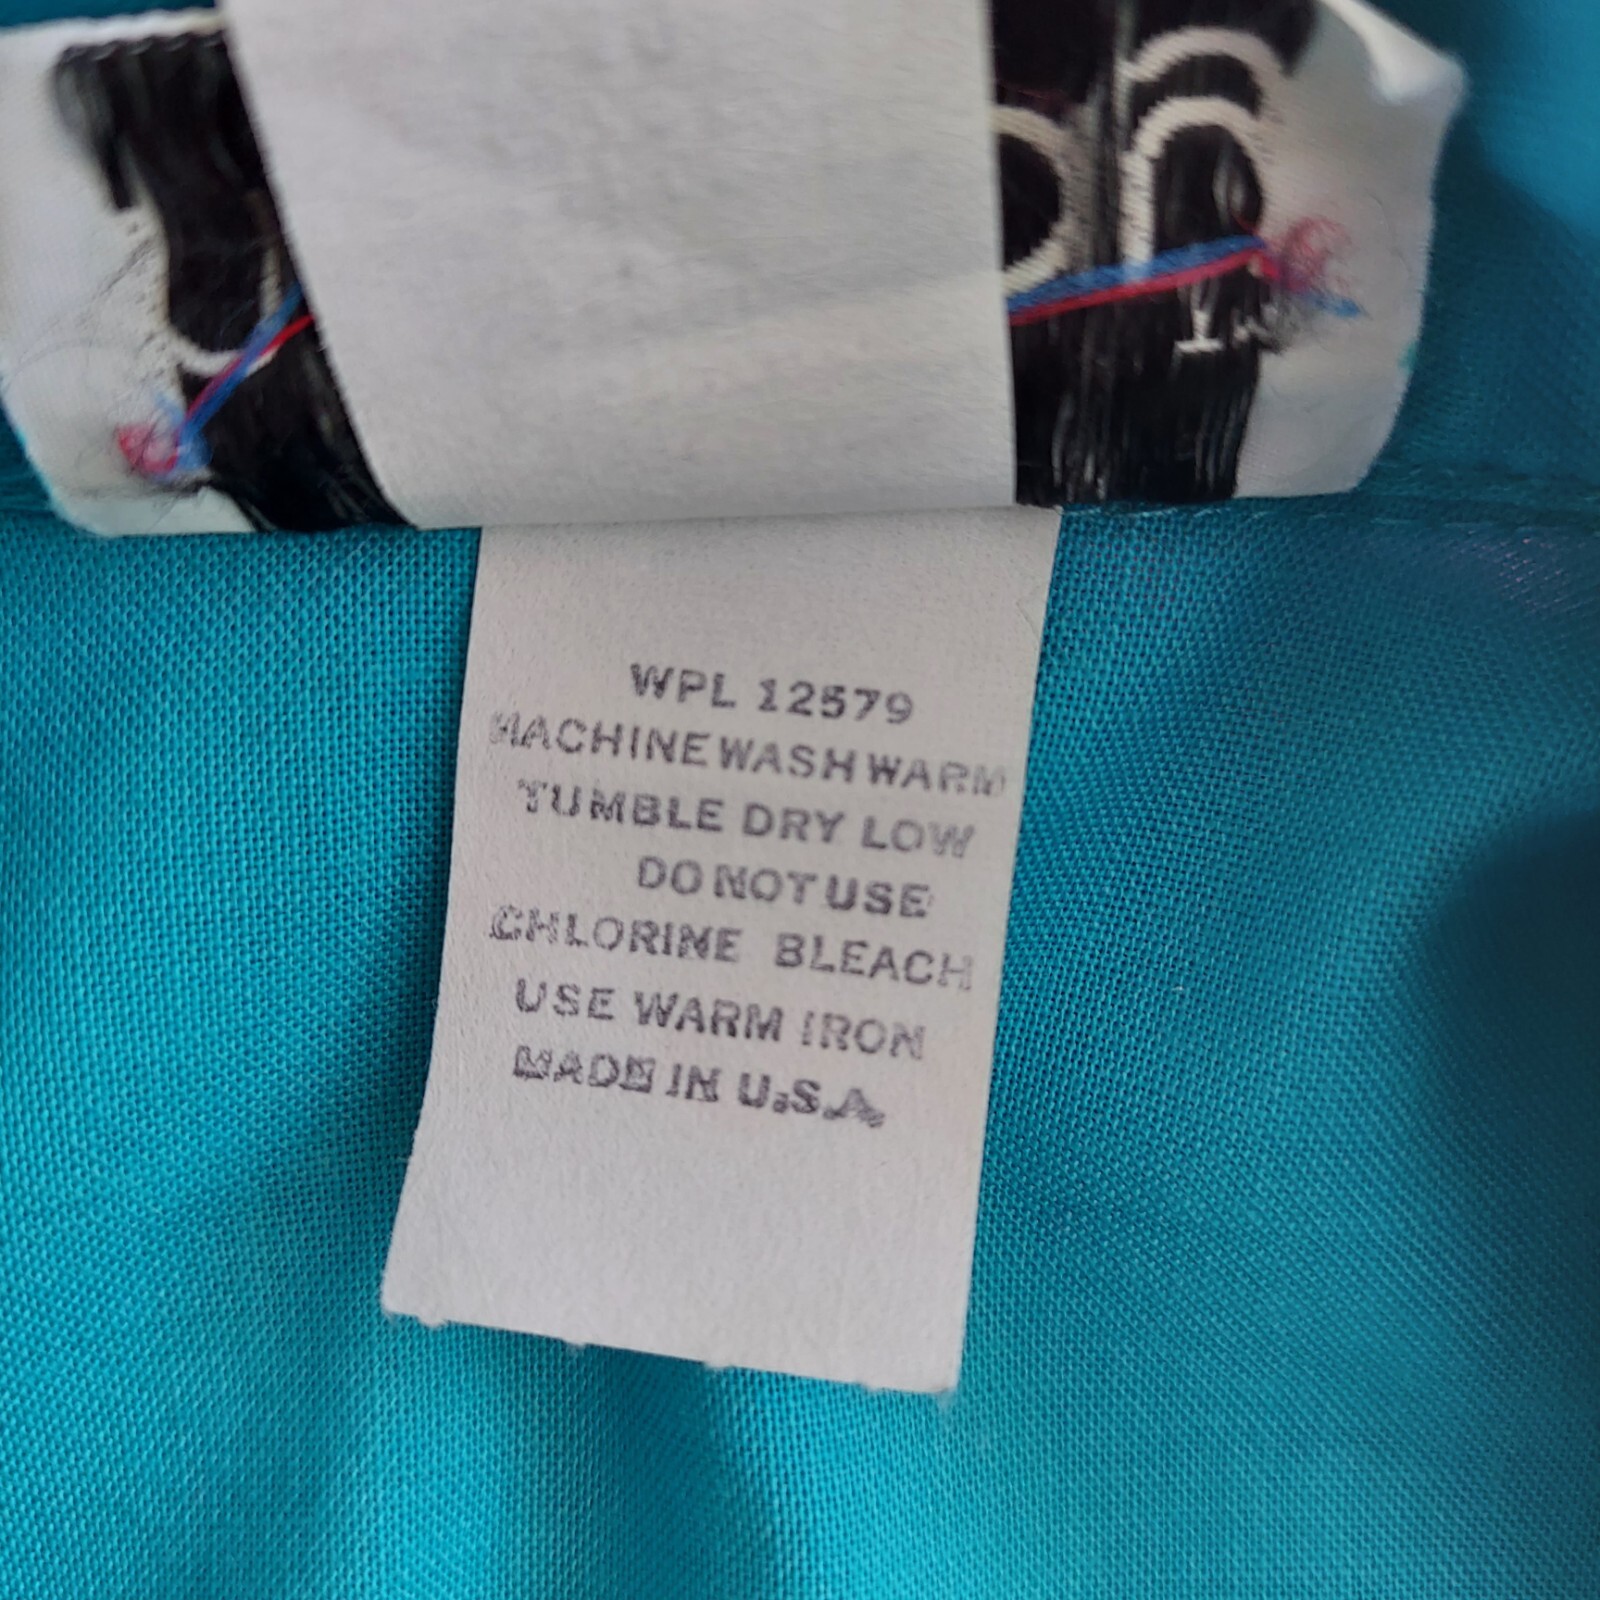 WPL 12579
MACHINE WASH WARM
TUMBLE DRY LOW
DO NOT USE
CHLORINE BLEACH
USE WARM IRON
MADE IN U.S.A.